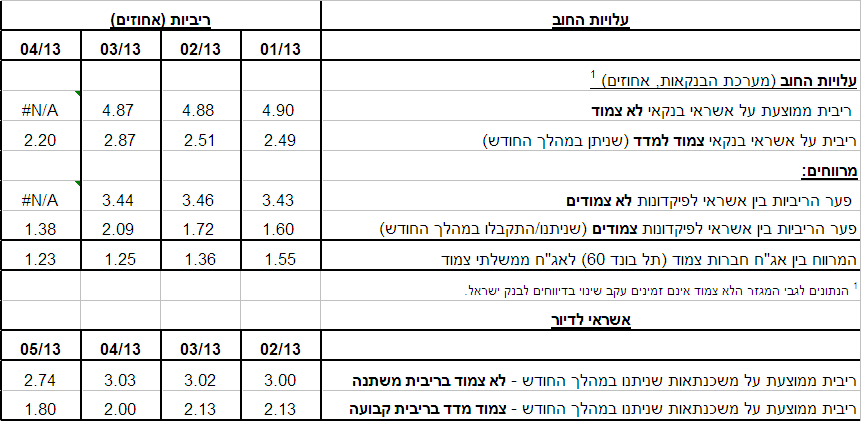 עלויות החוב ריביות (אחוזים)
01/13 02/13 03/13 04/13
עלויות החוב (מערכת הבנקאות, אחוזים) 1
ריבית ממוצעת על אשראי בנקאי לא צמוד 4.90 4.88 4.87 #N/A
ריבית על אשראי בנקאי צמוד למדד (שניתן במהלך החודש) 2.49 2.51 2.87 2.20
מרווחים:
פער הריביות בין אשראי לפיקדונות לא צמודים 3.43 3.46 3.44 #N/A
פער הריביות בין אשראי לפיקדונות צמודים (שניתנו/התקבלו במהלך החודש) 1.60 1.72 2.09 1.38
המרווח בין אג"ח חברות צמוד (תל בונד 60) לאג"ח ממשלתי צמוד 1.55 1.36 1.25 1.23
1 הנתונים לגבי המגזר הלא צמוד אינם זמינים עקב שינוי בדיווחים לבנק ישראל.
אשראי לדיור
02/13 03/13 04/13 05/13
ריבית ממוצעת על משכנתאות שניתנו במהלך החודש - לא צמוד בריבית משתנה 3.00 3.02 3.03 2.74
ריבית ממוצעת על משכנתאות שניתנו במהלך החודש - צמוד מדד בריבית קבועה 2.13 2.13 2.00 1.80